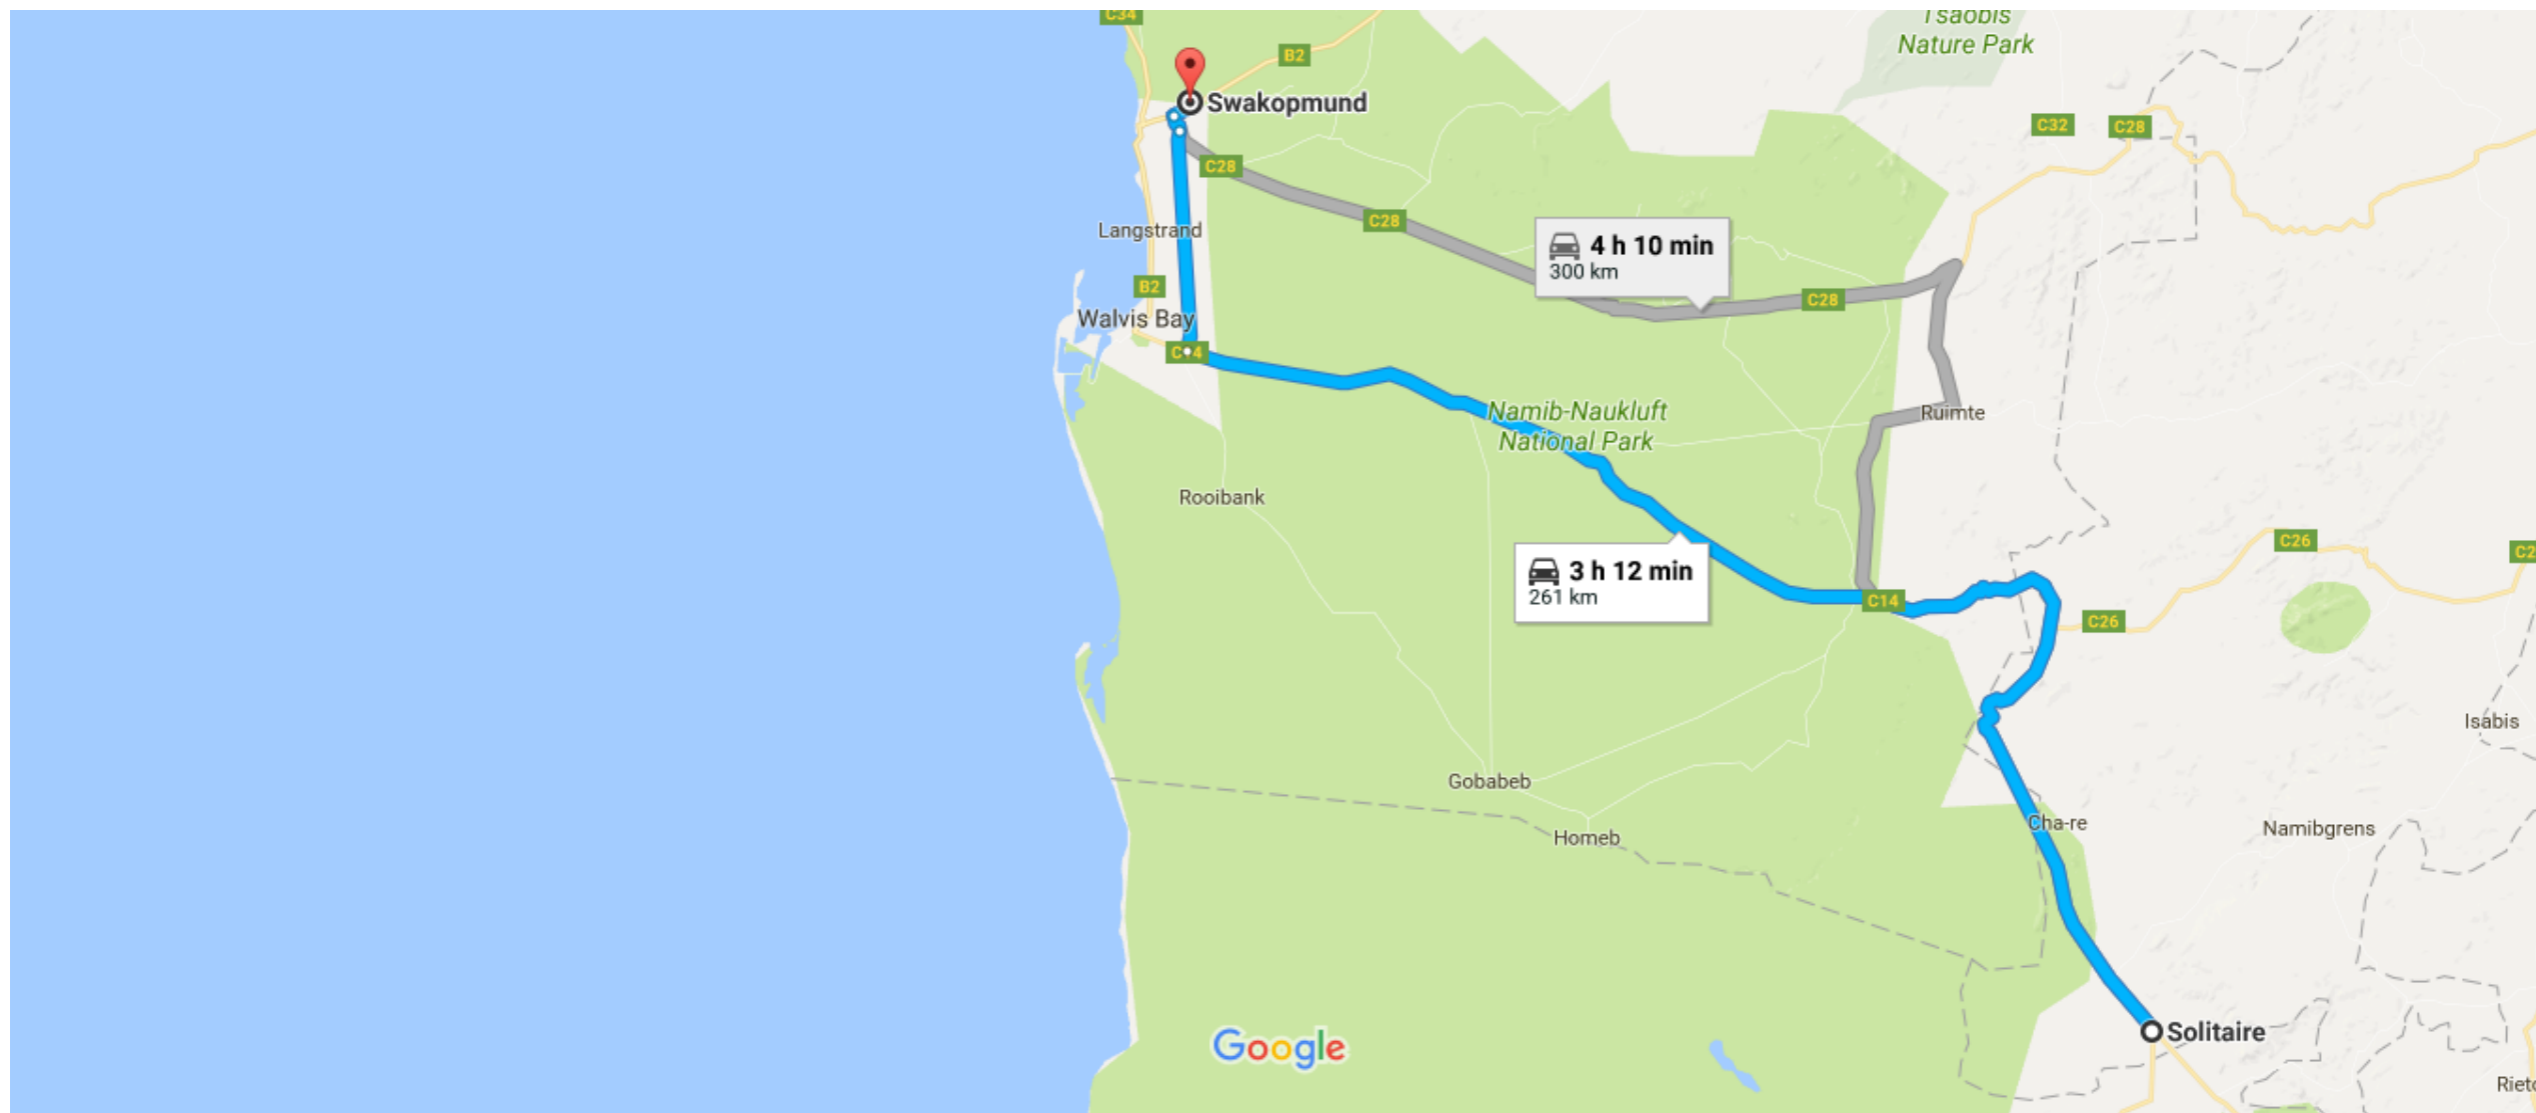 C34
Tsaobis
Nature Park
B2
Swakopmund
C32
C28
C28
C28
Langstrand
4 h 10 min
300 km
B2
C28
Walvis Bay
C14
Namib-Naukluft
National Park
Ruimte
Rooibank
C26
3 h 12 min
261 km
C14
C26
Isabis
Gobabeb
Cha-re
Namibgrens
Homeb
Solitaire
Google